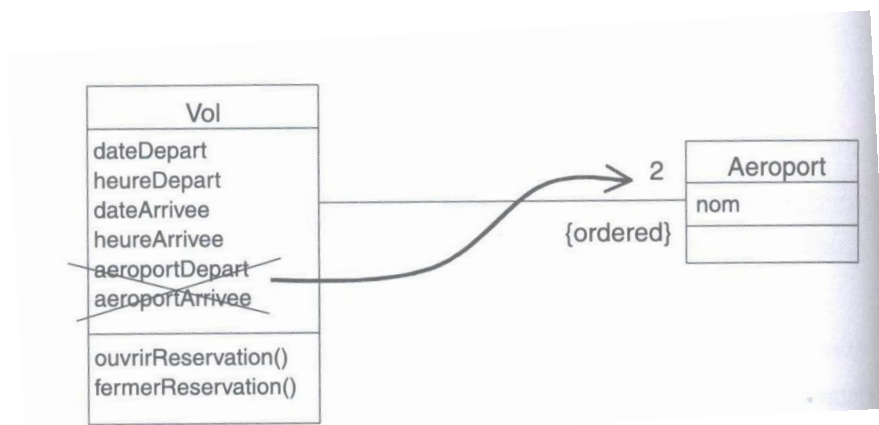 Vol
dateDepart
heureDepart
dateArrivee
heureArrivee
aeroportDepart
aeroportArrivee
ouvrirReservation()
fermerReservation()
2
{ordered}
Aeroport
nom